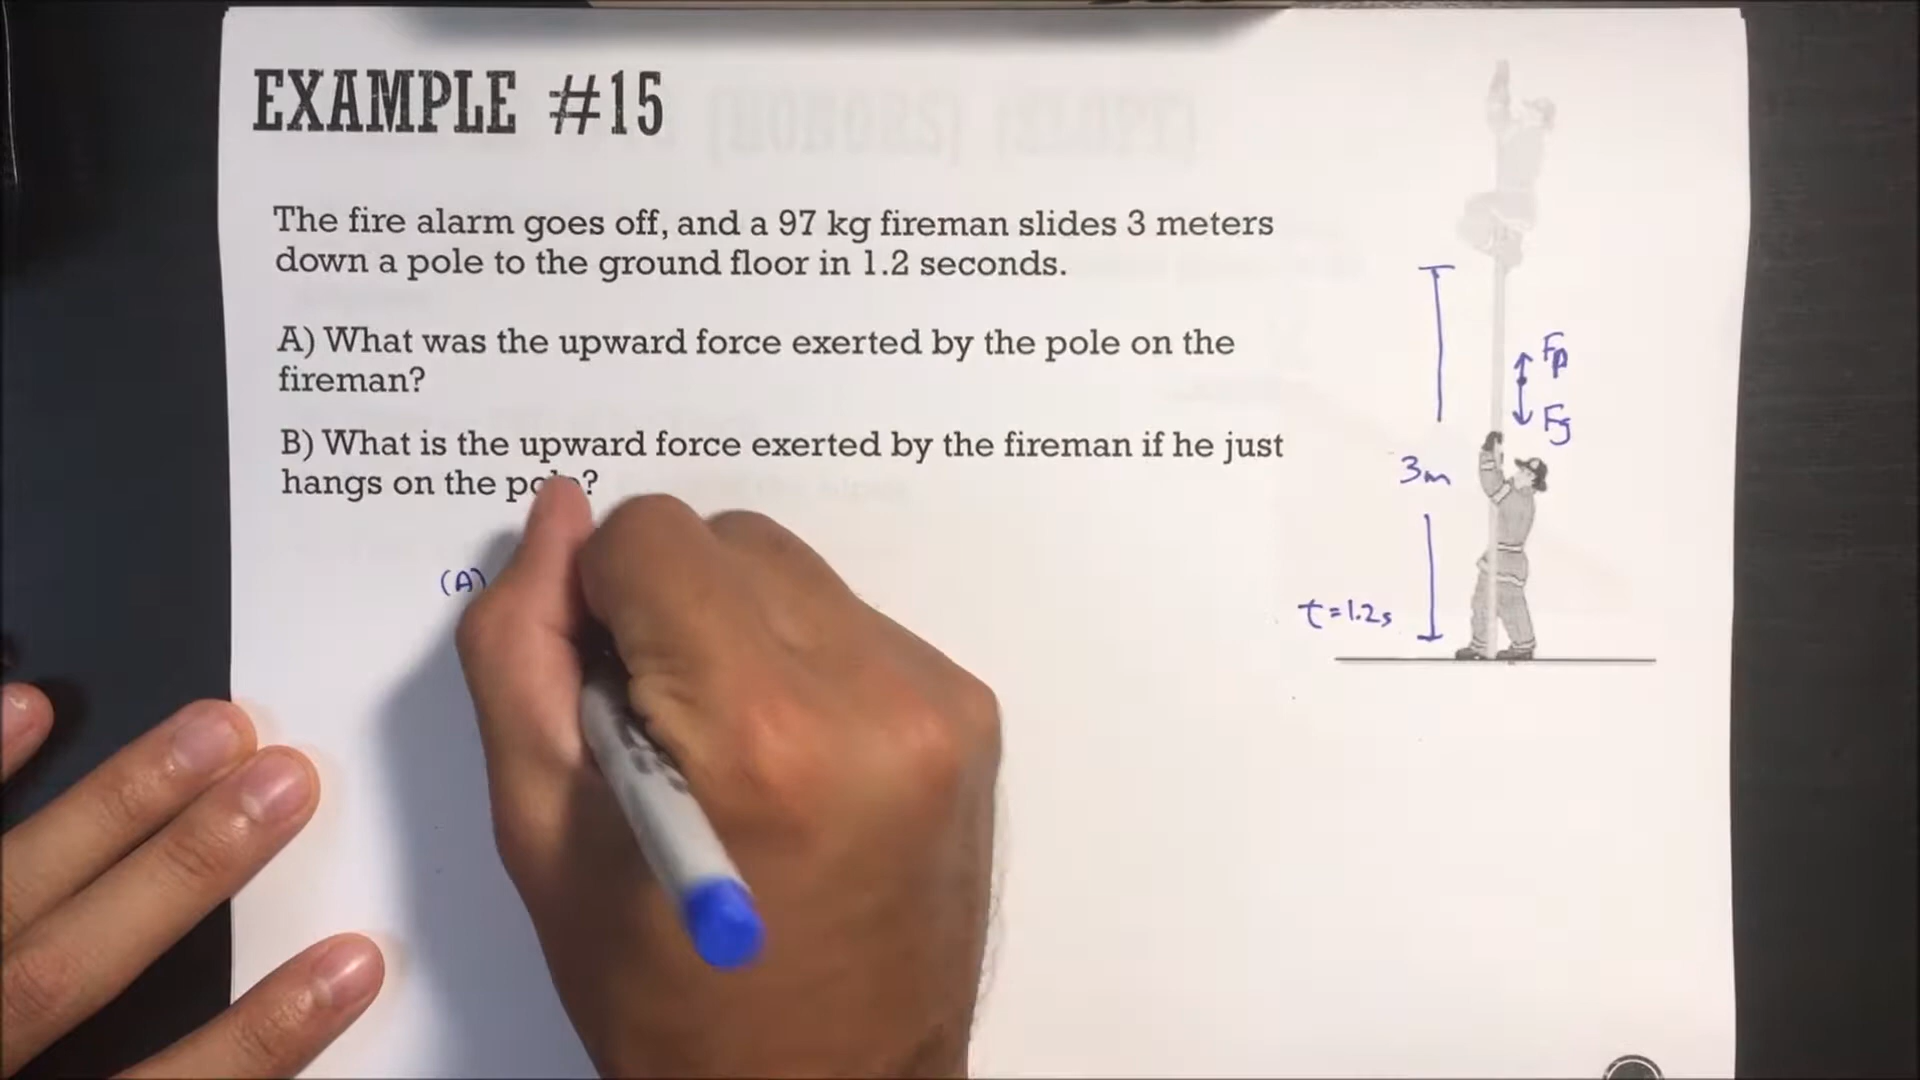 EXAMPLE #15
The fire alarm goes off, and a 97 kg fireman slides 3 meters
down a pole to the ground floor in 1.2 seconds.
A) What was the upward force exerted by the pole on the
fireman?
B) What is the upward force exerted by the fireman if he just
hangs on the
(A)
Fp
Fg
3m
t=1.2s